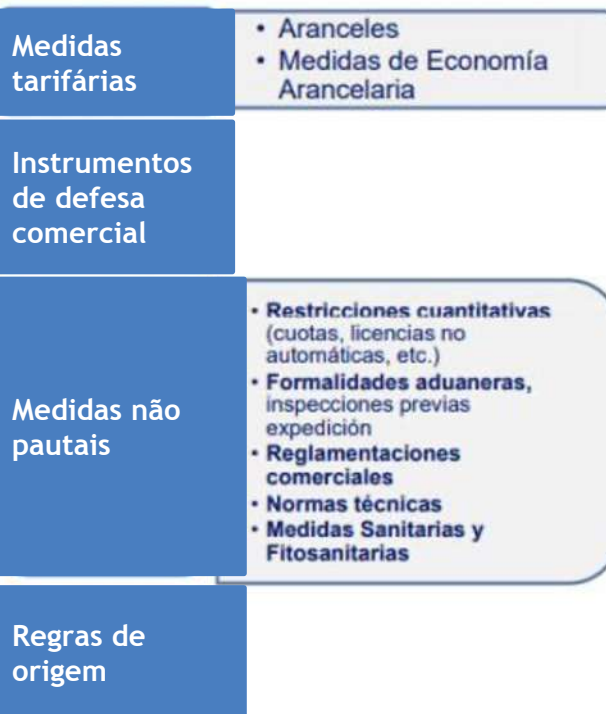 Medidas
tarifárias
• Aranceles
• Medidas de Economía
Arancelaria
Instrumentos
de defesa
comercial
Medidas não
pautais
• Restricciones cuantitativas
(cuotas, licencias no
automáticas, etc.)
• Formalidades aduaneras,
inspecciones previas
expedición
• Reglamentaciones
comerciales
• Normas técnicas
• Medidas Sanitarias y
Fitosanitarias
Regras de
origem